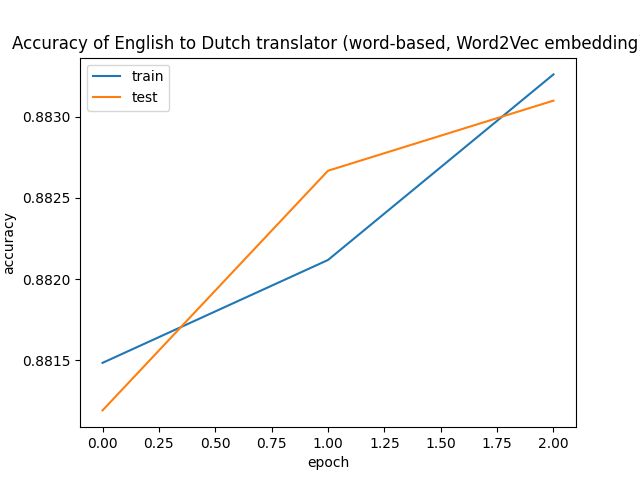 Accuracy of English to Dutch translator (word-based, Word2Vec embedding
train
test
0.8830
0.8825
0.8820
0.8815
accuracy
0.00 0.25 0.50 0.75 1.00 1.25 1.50 1.75 2.00
epoch